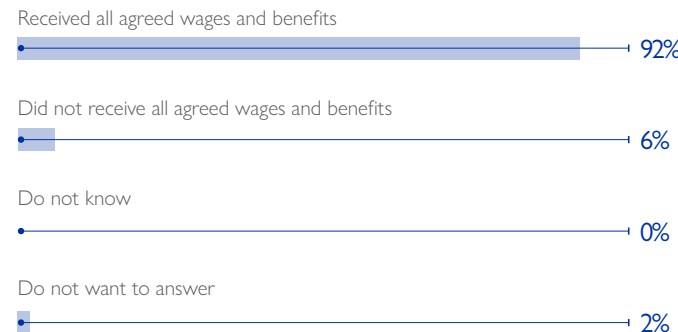 Received all agreed wages and benefits
92%
Did not receive all agreed wages and benefits
6%
Do not know
0%
Do not want to answer
2%